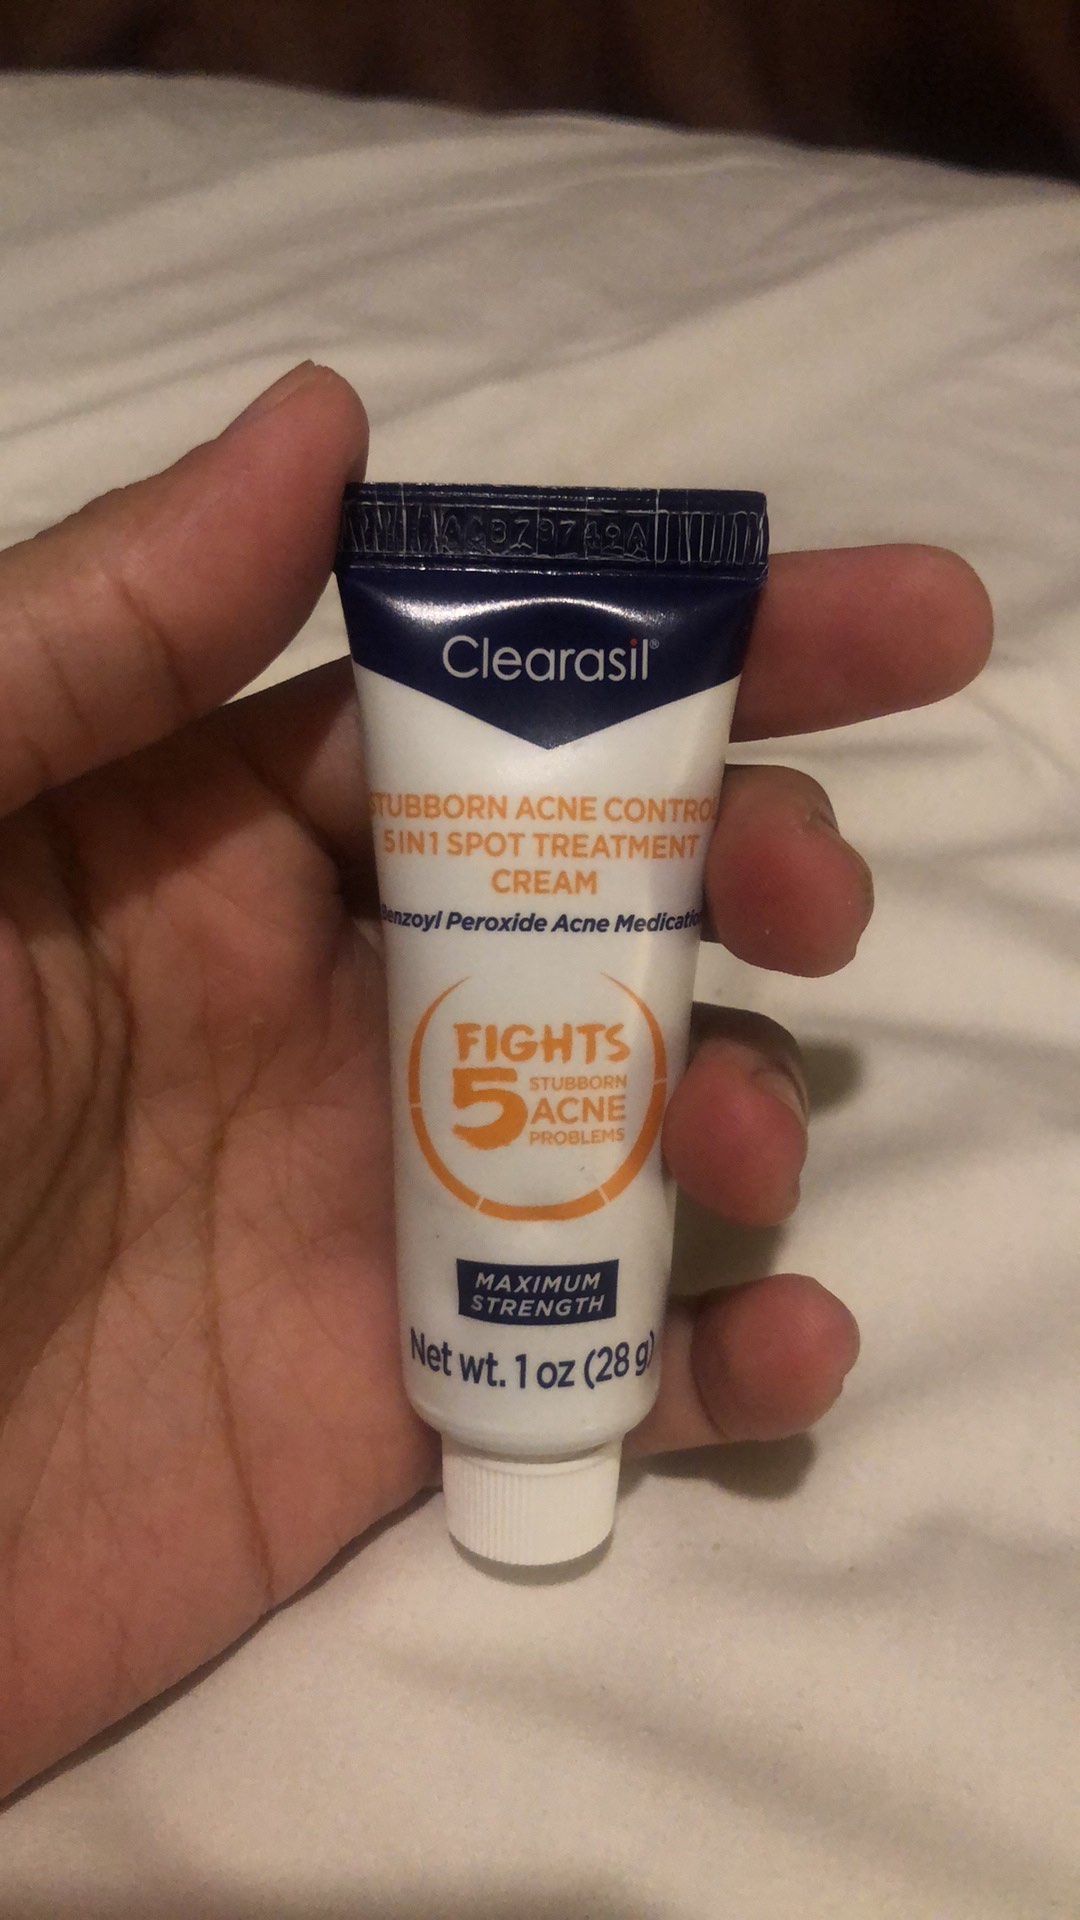 Clearasil®
STUBBORN ACNE CONTROL
5IN1 SPOT TREATMENT
CREAM
Benzoyl Peroxide Acne Medication
FIGHTS
5 STUBBORN
ACNE
PROBLEMS
MAXIMUM
STRENGTH
Net wt. 1 oz (28 g)